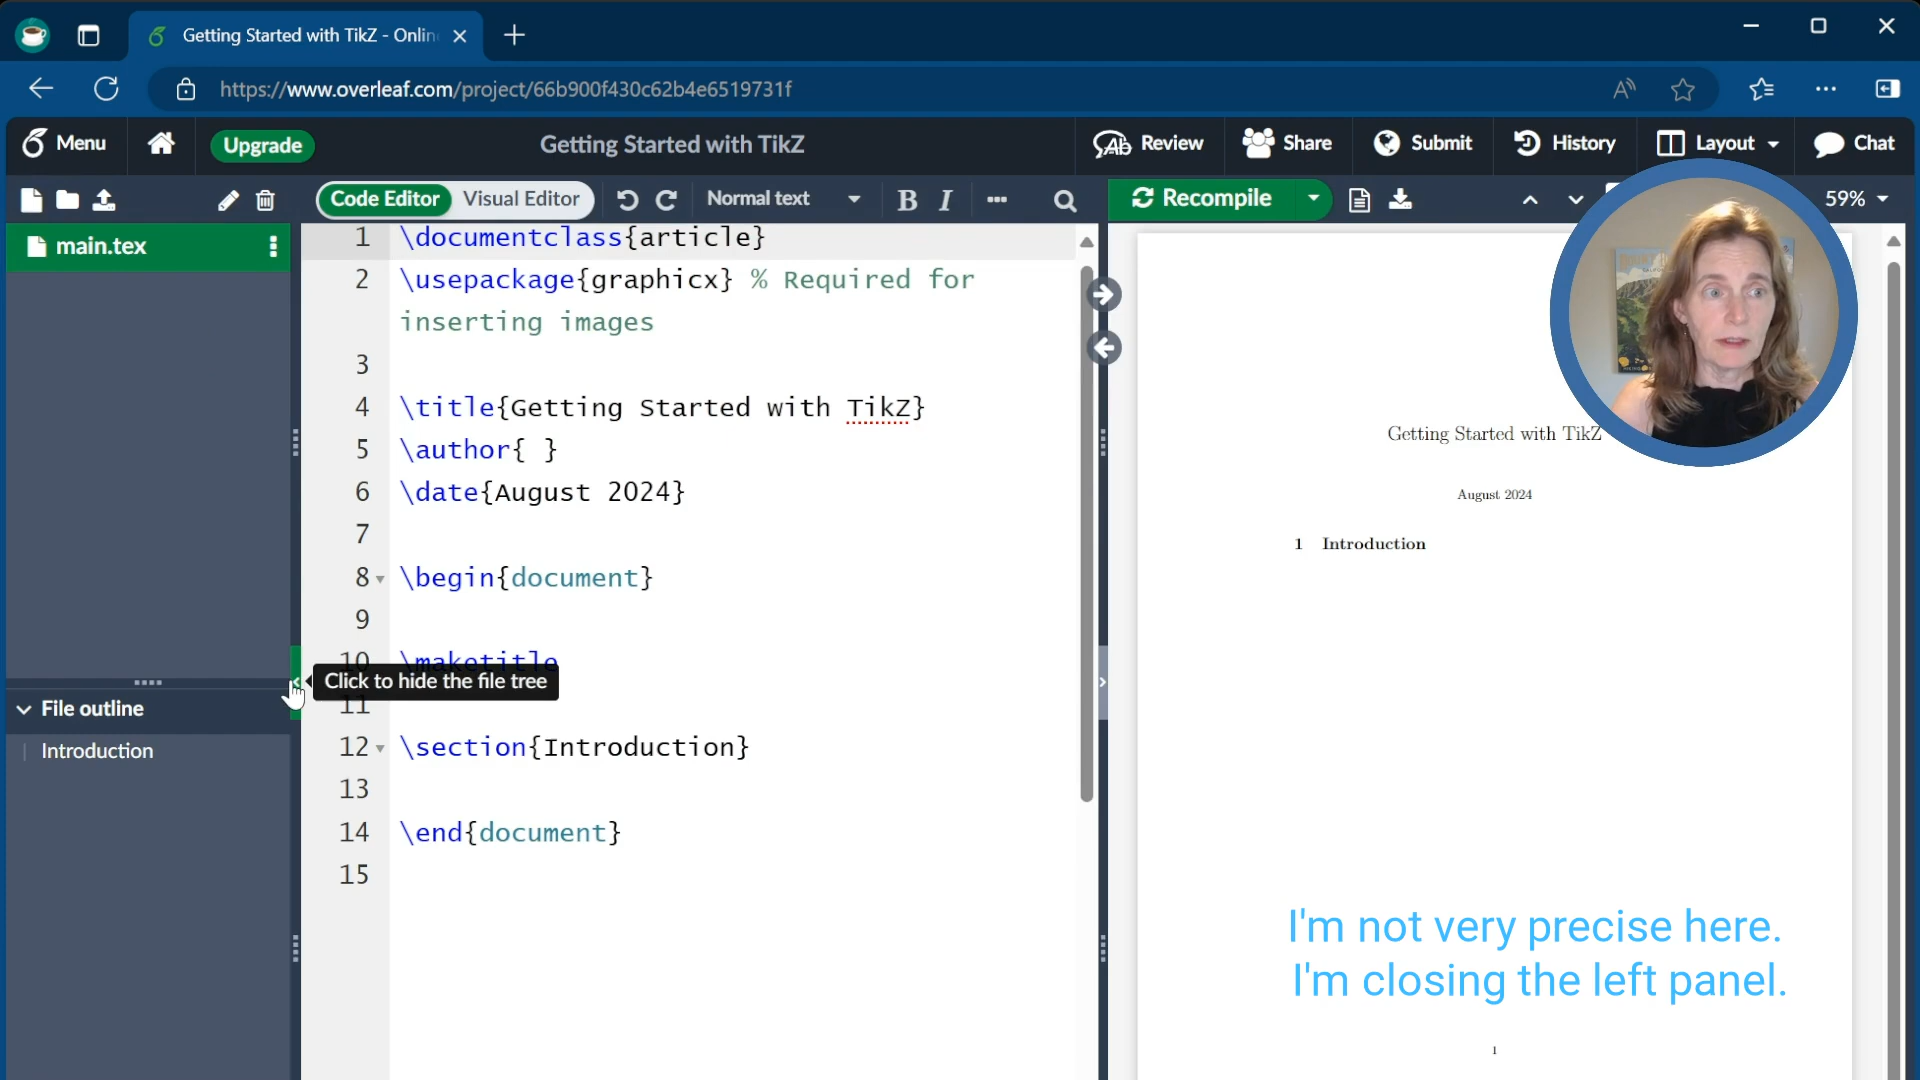 Getting Started with TikZ - Onlin
https://www.overleaf.com/project/66b900f430c62b4e6519731f
Menu
Upgrade
Getting Started with TikZ
Review
Share
Submit
History
Layout
Chat
Code Editor
Visual Editor
Normal text
B I
Recompile
59%
main.tex
1 \documentclass{article}
2 \usepackage{graphicx} % Required for
inserting images
3
4 \title{Getting Started with TikZ}
5 \author{ }
6 \date{August 2024}
7
8 \begin{document}
9
10 \maketitle
Click to hide the file tree
11
12 \section{Introduction}
13
14 \end{document}
15
File outline
Introduction
Getting Started with TikZ
August 2024
1 Introduction
I'm not very precise here.
I'm closing the left panel.
1